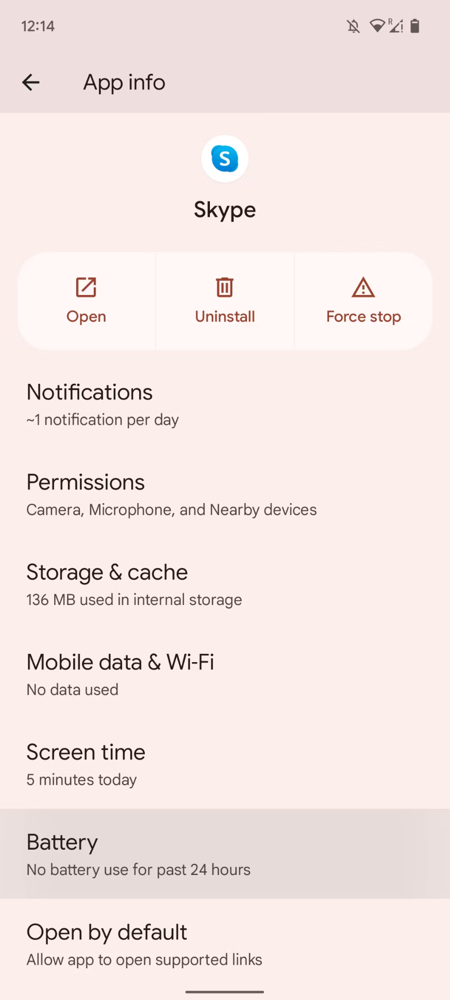 12:14
R
App info
S
Skype
Open
Uninstall
Force stop
Notifications
~1 notification per day
Permissions
Camera, Microphone, and Nearby devices
Storage & cache
136 MB used in internal storage
Mobile data & Wi-Fi
No data used
Screen time
5 minutes today
Battery
No battery use for past 24 hours
Open by default
Allow app to open supported links